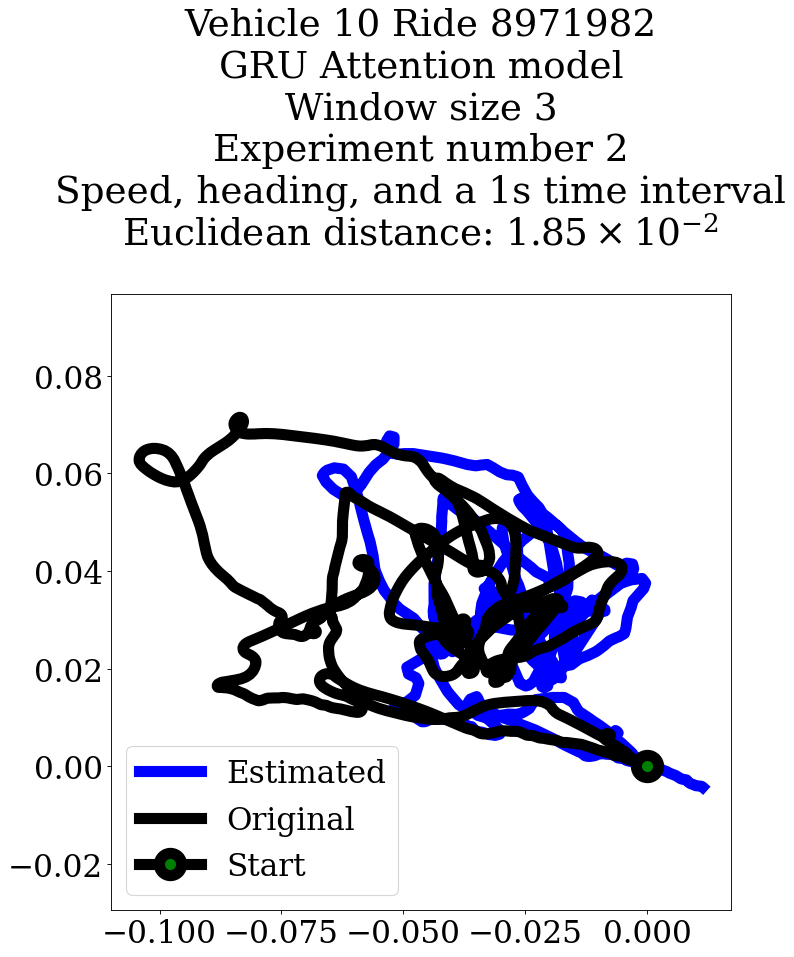 Vehicle 10 Ride 8971982
GRU Attention model
Window size 3
Experiment number 2
Speed, heading, and a 1s time interval
Euclidean distance: 1.85 × 10⁻²
0.08
0.06
0.04
0.02
0.00
−0.02
Estimated
Original
Start
−0.100 −0.075 −0.050 −0.025 0.000